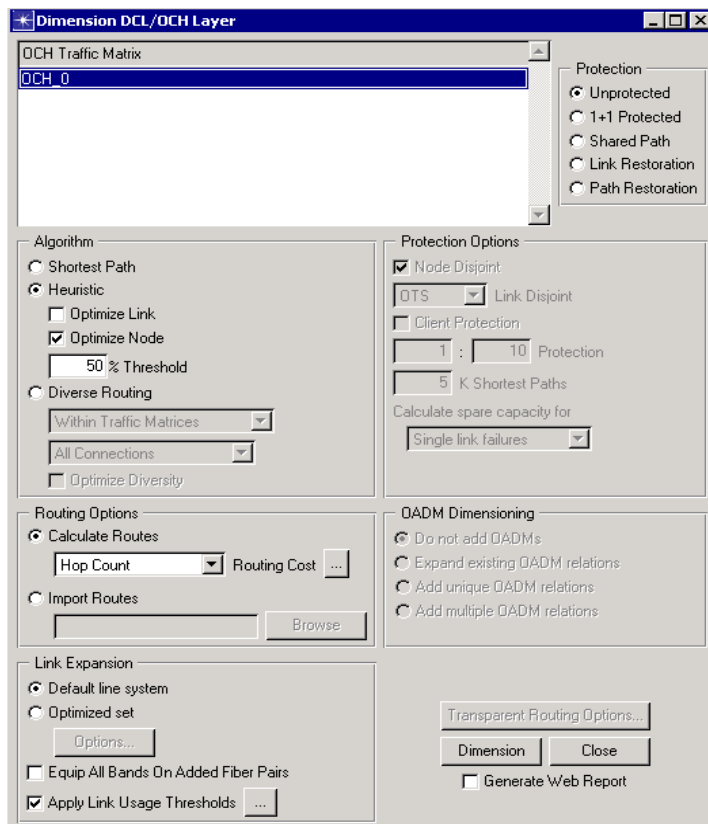 Dimension DCL/OCH Layer
OCH Traffic Matrix
OCH_0
Protection
Unprotected
1+1 Protected
Shared Path
Link Restoration
Path Restoration
Algorithm
Shortest Path
Heuristic
Optimize Link
Optimize Node
50 % Threshold
Diverse Routing
Within Traffic Matrices
All Connections
Optimize Diversity
Protection Options
Node Disjoint
OTS Link Disjoint
Client Protection
1 : 10 Protection
5 K Shortest Paths
Calculate spare capacity for
Single link failures
Routing Options
Calculate Routes
Hop Count Routing Cost ...
Import Routes
Browse
OADM Dimensioning
Do not add OADMs
Expand existing OADM relations
Add unique OADM relations
Add multiple OADM relations
Link Expansion
Default line system
Optimized set
Options...
Equip All Bands On Added Fiber Pairs
Apply Link Usage Thresholds ...
Transparent Routing Options...
Dimension Close
Generate Web Report